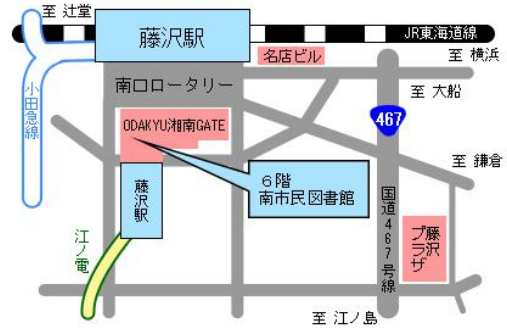 至 辻堂
藤沢駅
JR東海道線
名店ビル
至 横浜
南口ロータリー
至 大船
小田急線
ODAKYU湘南GATE
467
至 鎌倉
6階
南市民図書館
藤沢駅
国道467号線
藤沢プラザ
江ノ電
至 江ノ島